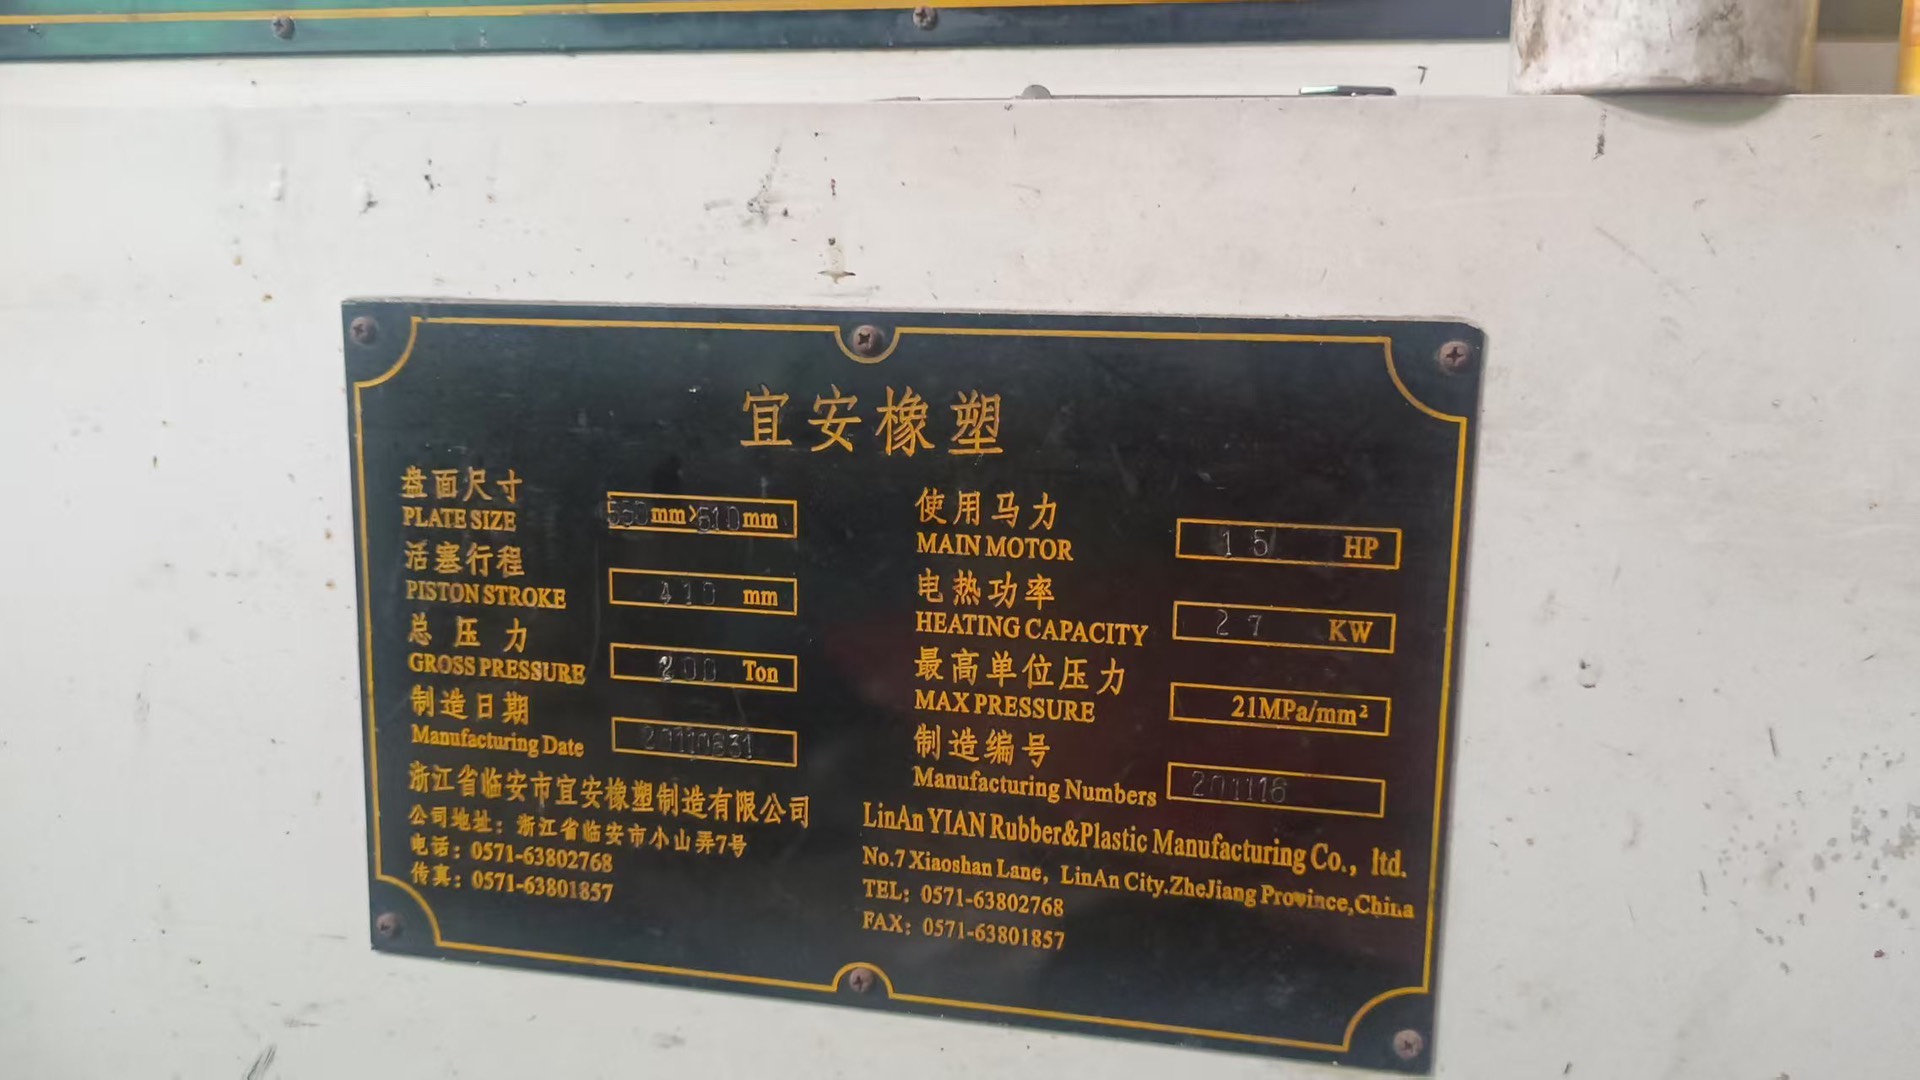 宜安橡塑
盘面尺寸
PLATE SIZE 550mm×510mm
活塞行程
PISTON STROKE 410 mm
总压力
GROSS PRESSURE 200 Ton
制造日期
Manufacturing Date 20110831
浙江省临安市宜安橡塑制造有限公司
公司地址：浙江省临安市小山弄7号
电话：0571-63802768
传真：0571-63801857
使用马力
MAIN MOTOR 15 HP
电热功率
HEATING CAPACITY 27 KW
最高单位压力
MAX PRESSURE 21MPa/mm²
制造编号
Manufacturing Numbers 201116
LinAn YIAN Rubber&Plastic Manufacturing Co., ltd.
No.7 Xiaoshan Lane, LinAn City.ZheJiang Province,China
TEL: 0571-63802768
FAX: 0571-63801857